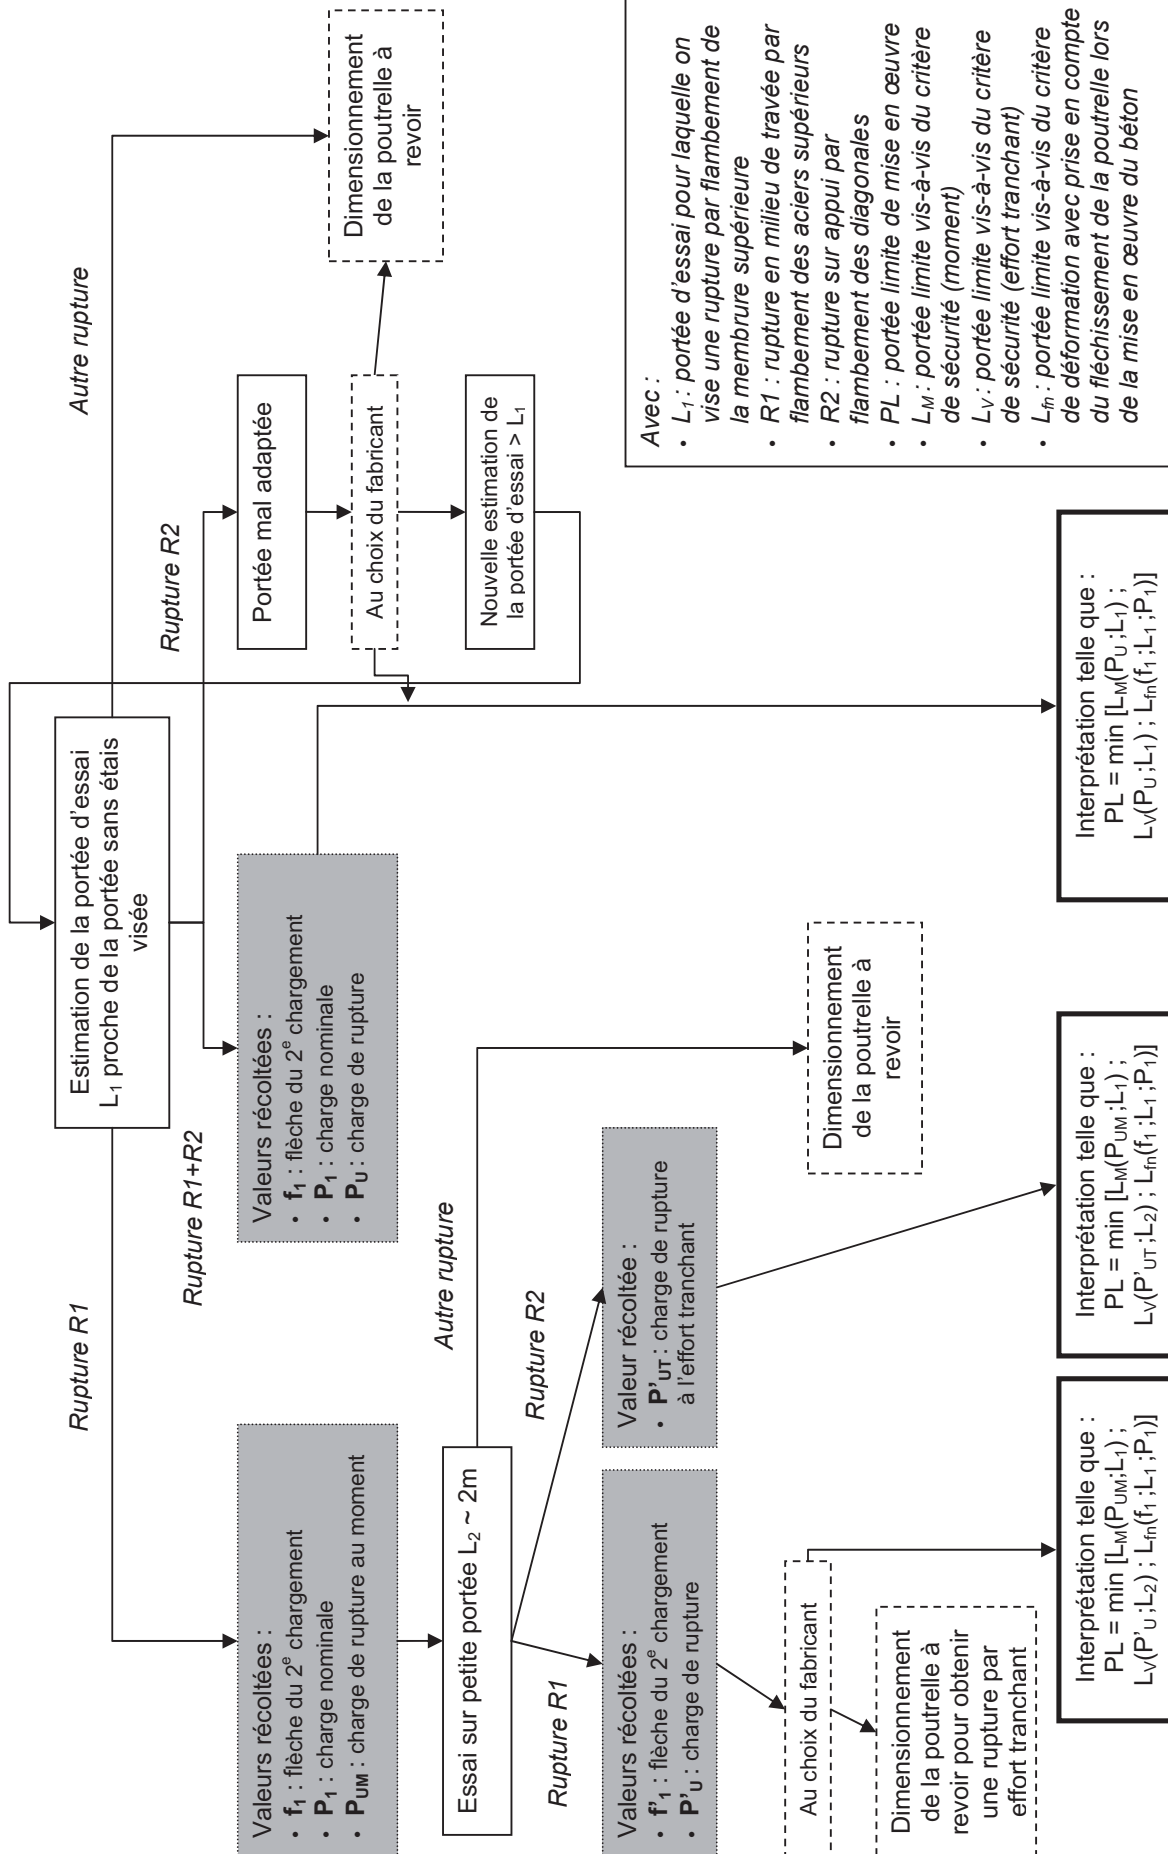 Estimation de la portée d'essai
L₁ proche de la portée sans étais
visée
Rupture R1
Rupture R1+R2
Rupture R2
Autre rupture
Valeurs récoltées :
• f₁ : flèche du 2e chargement
• P₁ : charge nominale
• PUM : charge de rupture au moment
Valeurs récoltées :
• f₁ : flèche du 2e chargement
• P₁ : charge nominale
• PU : charge de rupture
Portée mal adaptée
Au choix du fabricant
Nouvelle estimation de
la portée d'essai > L₁
Dimensionnement
de la poutrelle à
revoir
Essai sur petite portée L₂ ~ 2m
Rupture R1
Rupture R2
Autre rupture
Valeurs récoltées :
• f'₁ : flèche du 2e chargement
• P'U : charge de rupture
Valeur récoltée :
• P'UT : charge de rupture
à l'effort tranchant
Dimensionnement
de la poutrelle à
revoir
Au choix du fabricant
Dimensionnement
de la poutrelle à
revoir pour obtenir
une rupture par
effort tranchant
Interprétation telle que :
PL = min [LM(PUM;L₁) ;
LV(P'U;L₂) ; Lfn(f₁;L₁;P₁)]
Interprétation telle que :
PL = min [LM(PUM;L₁) ;
LV(P'UT;L₂) ; Lfn(f₁;L₁;P₁)]
Interprétation telle que :
PL = min [LM(PU;L₁) ;
LV(PU;L₁) ; Lfn(f₁;L₁;P₁)]
Avec :
• L₁ : portée d'essai pour laquelle on
vise une rupture par flambement de
la membrure supérieure
• R1 : rupture en milieu de travée par
flambement des aciers supérieurs
• R2 : rupture sur appui par
flambement des diagonales
• PL : portée limite de mise en œuvre
• LM : portée limite vis-à-vis du critère
de sécurité (moment)
• LV : portée limite vis-à-vis du critère
de sécurité (effort tranchant)
• Lfn : portée limite vis-à-vis du critère
de déformation avec prise en compte
du fléchissement de la poutrelle lors
de la mise en œuvre du béton